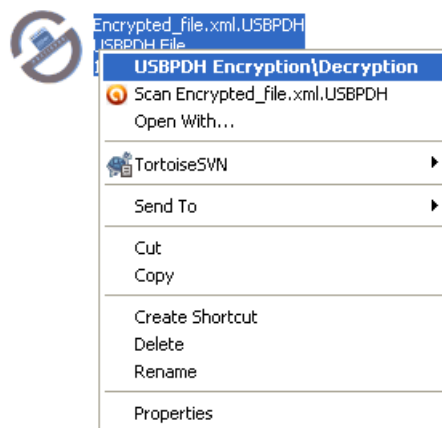 Encrypted_file.xml.USBPDH
USBPDH File
1
USBPDH Encryption\Decryption
Scan Encrypted_file.xml.USBPDH
Open With...
TortoiseSVN
Send To
Cut
Copy
Create Shortcut
Delete
Rename
Properties